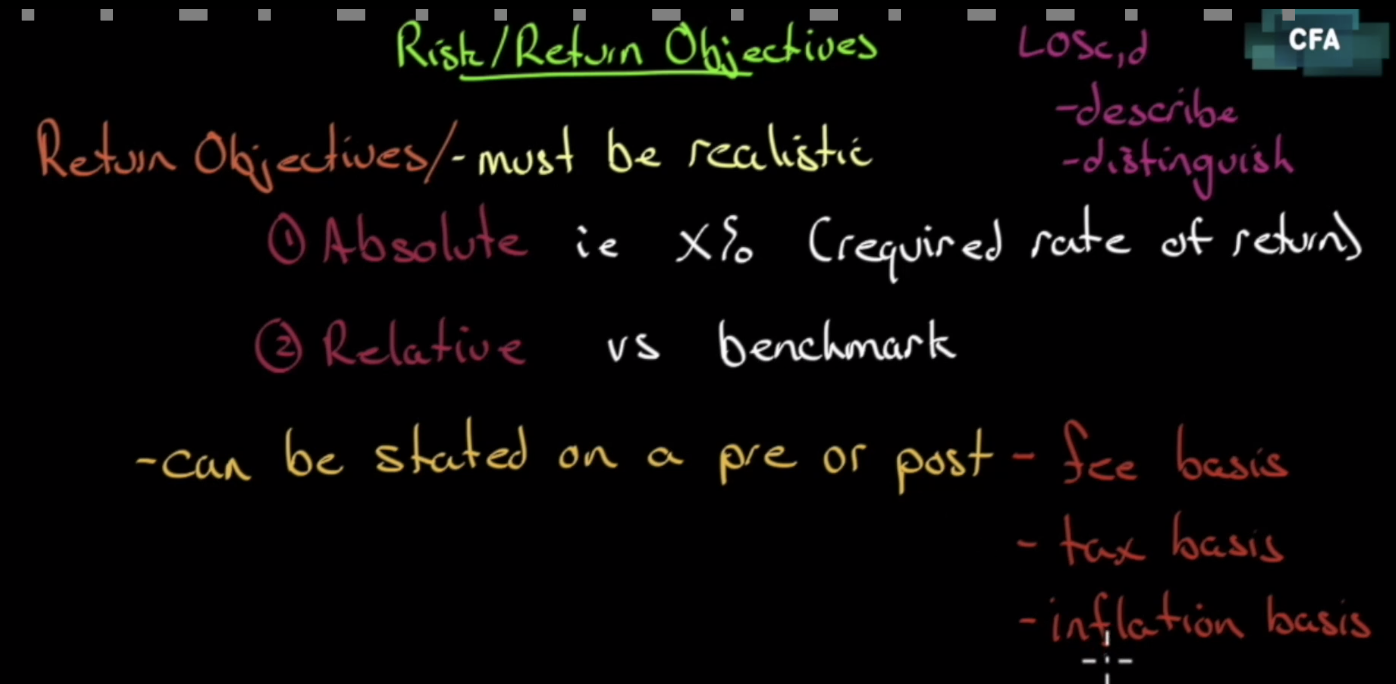 Risk/Return Objectives
LOS c,d
CFA
-describe
-distinguish
Return Objectives/-must be realistic
① Absolute ie X% (required rate of return)
② Relative vs benchmark
-can be stated on a pre or post - fee basis
- tax basis
- inflation basis